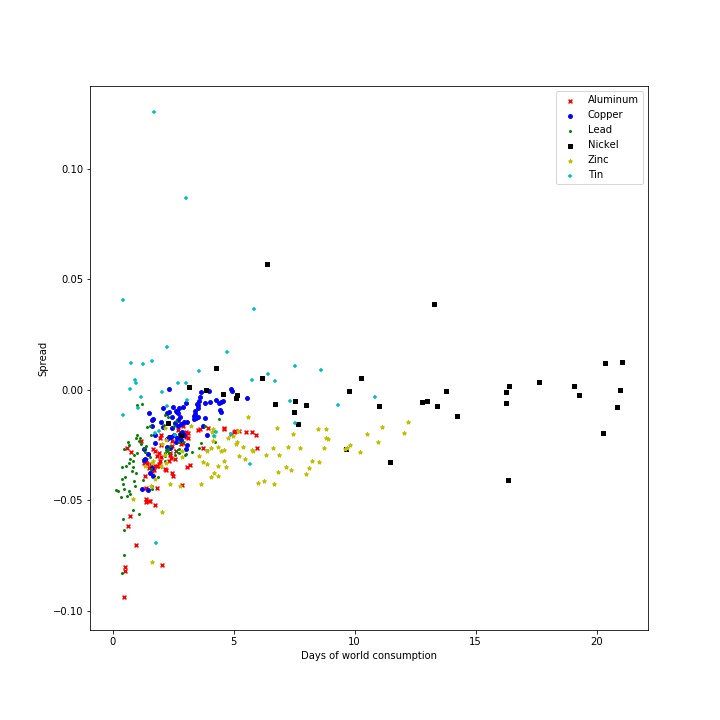 Aluminum
Copper
Lead
Nickel
Zinc
Tin
0.10
0.05
0.00
−0.05
−0.10
Spread
0
5
10
15
20
Days of world consumption